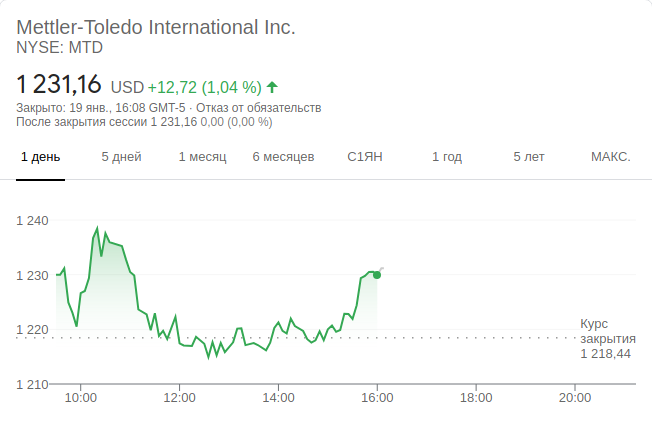 Mettler-Toledo International Inc.
NYSE: MTD
1 231,16 USD +12,72 (1,04 %)
Закрыто: 19 янв., 16:08 GMT-5 · Отказ от обязательств
После закрытия сессии 1 231,16 0,00 (0,00 %)
1 день 5 дней 1 месяц 6 месяцев С1ЯН 1 год 5 лет МАКС.
1 240
1 230
1 220
Курс
закрытия
1 218,44
1 210
10:00 12:00 14:00 16:00 18:00 20:00